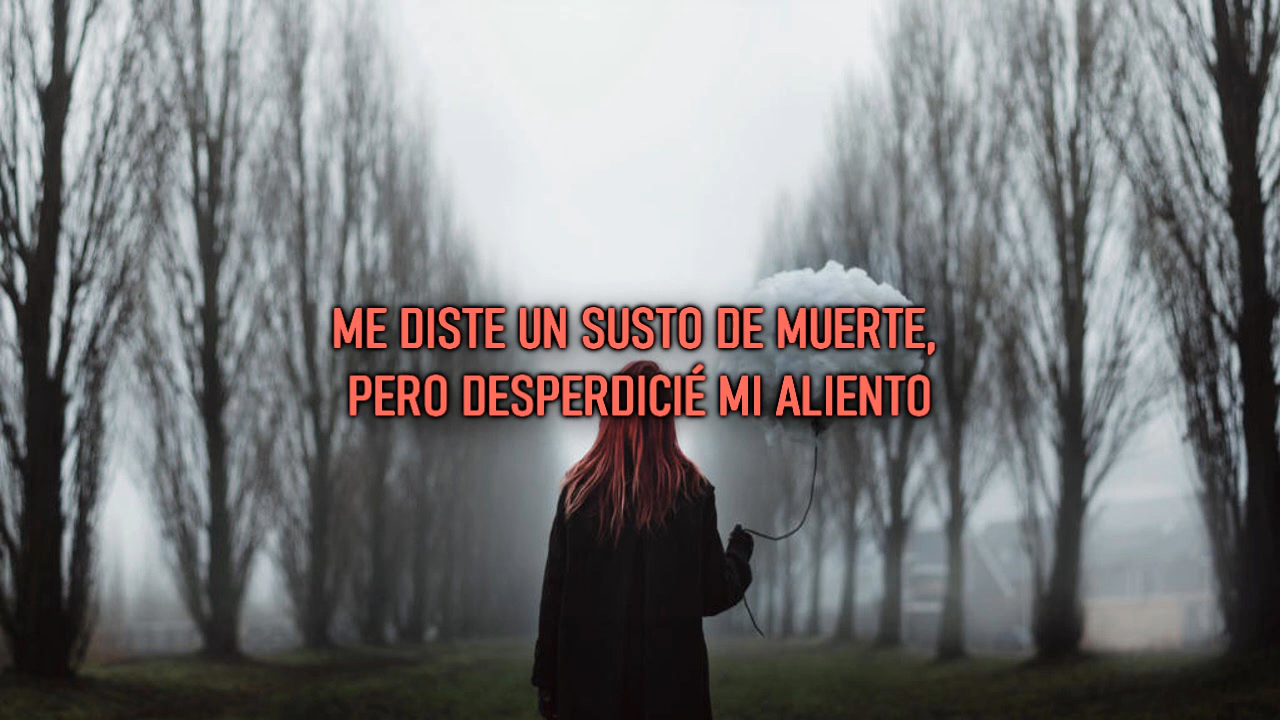 ME DISTE UN SUSTO DE MUERTE,
PERO DESPERDICIÉ MI ALIENTO